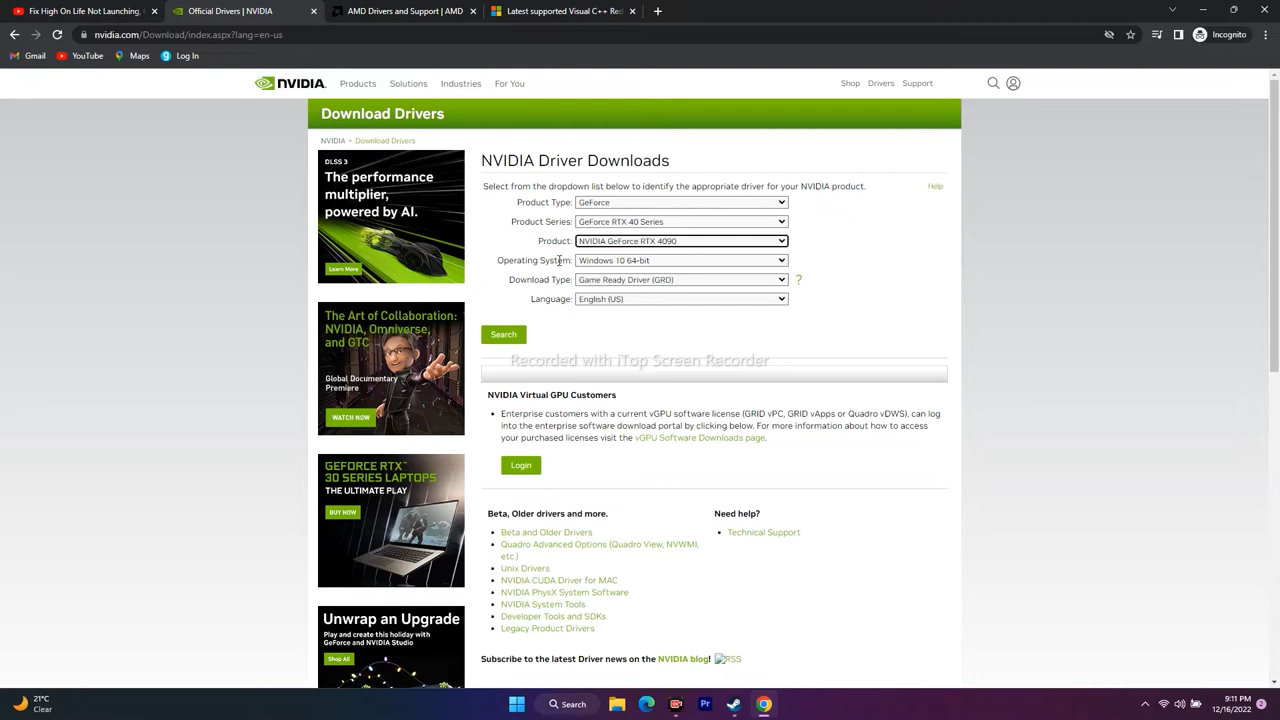 Fix High On Life Not Launching,
Official Drivers | NVIDIA
AMD Drivers and Support | AMD
Latest supported Visual C++ Red
nvidia.com/Download/index.aspx?lang=en-us
Incognito
Gmail
YouTube
Maps
Log In
NVIDIA.
Products
Solutions
Industries
For You
Shop
Drivers
Support
Download Drivers
NVIDIA > Download Drivers
DLSS 3
The performance
multiplier,
powered by AI.
Learn More
The Art of Collaboration:
NVIDIA, Omniverse,
and GTC
Global Documentary
Premiere
WATCH NOW
GEFORCE RTX™
30 SERIES LAPTOPS
THE ULTIMATE PLAY
BUY NOW
Unwrap an Upgrade
Play and create this holiday with
GeForce and NVIDIA Studio
Shop All
NVIDIA Driver Downloads
Select from the dropdown list below to identify the appropriate driver for your NVIDIA product.
Help
Product Type: GeForce
Product Series: GeForce RTX 40 Series
Product: NVIDIA GeForce RTX 4090
Operating System: Windows 10 64-bit
Download Type: Game Ready Driver (GRD) ?
Language: English (US)
Search
Recorded with iTop Screen Recorder
NVIDIA Virtual GPU Customers
• Enterprise customers with a current vGPU software license (GRID vPC, GRID vApps or Quadro vDWS), can log
into the enterprise software download portal by clicking below. For more information about how to access
your purchased licenses visit the vGPU Software Downloads page.
Login
Beta, Older drivers and more.
• Beta and Older Drivers
• Quadro Advanced Options (Quadro View, NVWMI,
etc.)
• Unix Drivers
• NVIDIA CUDA Driver for MAC
• NVIDIA PhysX System Software
• NVIDIA System Tools
• Developer Tools and SDKs
• Legacy Product Drivers
Need help?
• Technical Support
Subscribe to the latest Driver news on the NVIDIA blog! RSS
21°C
Clear
Search
Pr
9:11 PM
12/16/2022